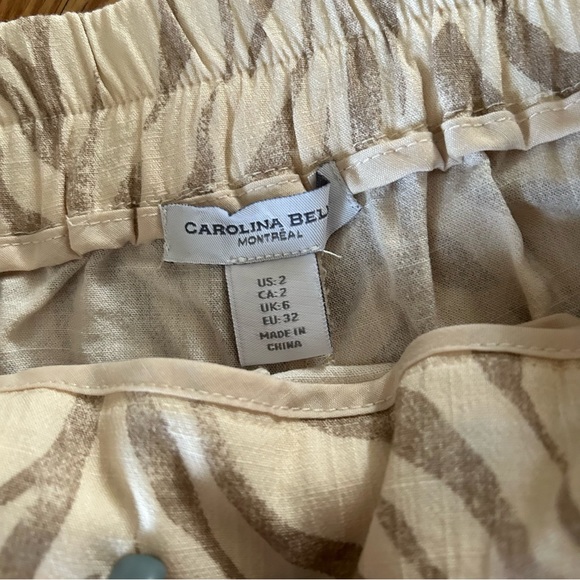 CAROLINA BEL
MONTRÉAL
US: 2
CA: 2
UK: 6
EU: 32
MADE IN
CHINA